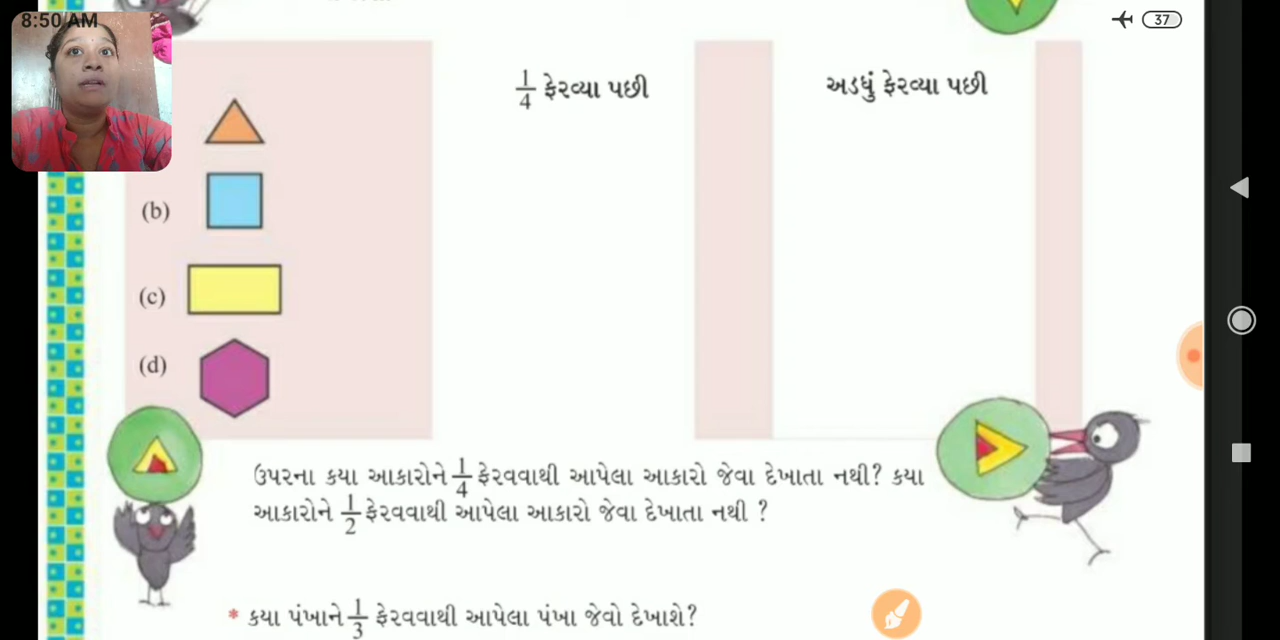 8:50 AM
37
1/4 ફેરવ્યા પછી
અડધું ફેરવ્યા પછી
(b)
(c)
(d)
ઉપરના કયા આકારોને 1/4 ફેરવવાથી આપેલા આકારો જેવા દેખાતા નથી? કયા
આકારોને 1/2 ફેરવવાથી આપેલા આકારો જેવા દેખાતા નથી ?
* કયા પંખાને 1/3 ફેરવવાથી આપેલા પંખા જેવો દેખાશે?